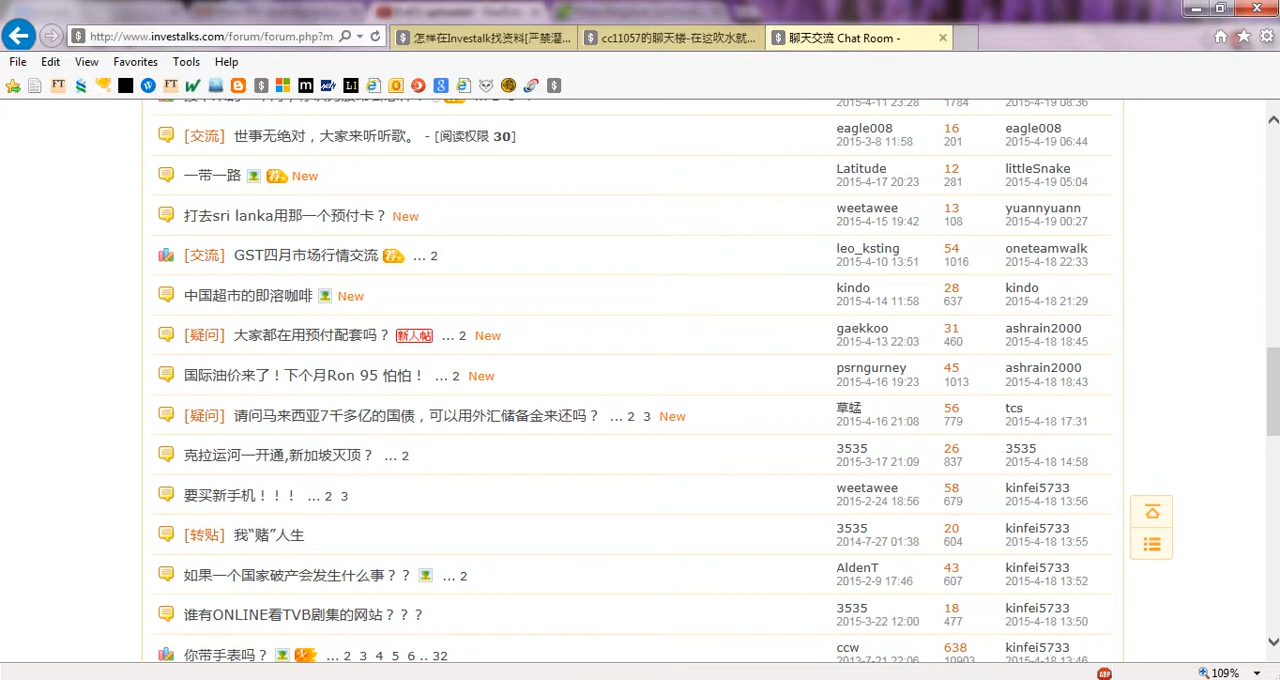 http://www.investalks.com/forum/forum.php?m
怎样在Investalk找资料[严禁灌...
cc11057的聊天楼-在这吹水就...
聊天交流 Chat Room -
File Edit View Favorites Tools Help
2015-4-11 23:28 1784 2015-4-19 08:36
[交流] 世事无绝对，大家来听听歌。 - [阅读权限 30] eagle008 16 eagle008
2015-3-8 11:58 201 2015-4-19 06:44
一带一路 New Latitude 12 littleSnake
2015-4-17 20:23 281 2015-4-19 05:04
打去sri lanka用那一个预付卡？ New weetawee 13 yuannyuann
2015-4-15 19:42 108 2015-4-19 00:27
[交流] GST四月市场行情交流 荐 ... 2 leo_ksting 54 oneteamwalk
2015-4-10 13:51 1016 2015-4-18 22:33
中国超市的即溶咖啡 New kindo 28 kindo
2015-4-14 11:58 637 2015-4-18 21:29
[疑问] 大家都在用预付配套吗？ 新人帖 ... 2 New gaekkoo 31 ashrain2000
2015-4-13 22:03 460 2015-4-18 18:45
国际油价来了！下个月Ron 95 怕怕！ ... 2 New psrngurney 45 ashrain2000
2015-4-16 19:23 1013 2015-4-18 18:43
[疑问] 请问马来西亚7千多亿的国债，可以用外汇储备金来还吗？ ... 2 3 New 草蜢 56 tcs
2015-4-16 21:08 779 2015-4-18 17:31
克拉运河一开通,新加坡灭顶？ ... 2 3535 26 3535
2015-3-17 21:09 837 2015-4-18 14:58
要买新手机！！！ ... 2 3 weetawee 58 kinfei5733
2015-2-24 18:56 679 2015-4-18 13:56
[转贴] 我“赌”人生 3535 20 kinfei5733
2014-7-27 01:38 604 2015-4-18 13:55
如果一个国家破产会发生什么事？？ ... 2 AldenT 43 kinfei5733
2015-2-9 17:46 607 2015-4-18 13:52
谁有ONLINE看TVB剧集的网站？？？ 3535 18 kinfei5733
2015-3-22 12:00 477 2015-4-18 13:50
你带手表吗？ 火 ... 2 3 4 5 6 .. 32 ccw 638 kinfei5733
2013-7-21 22:06 10903 2015-4-18 13:46
109%